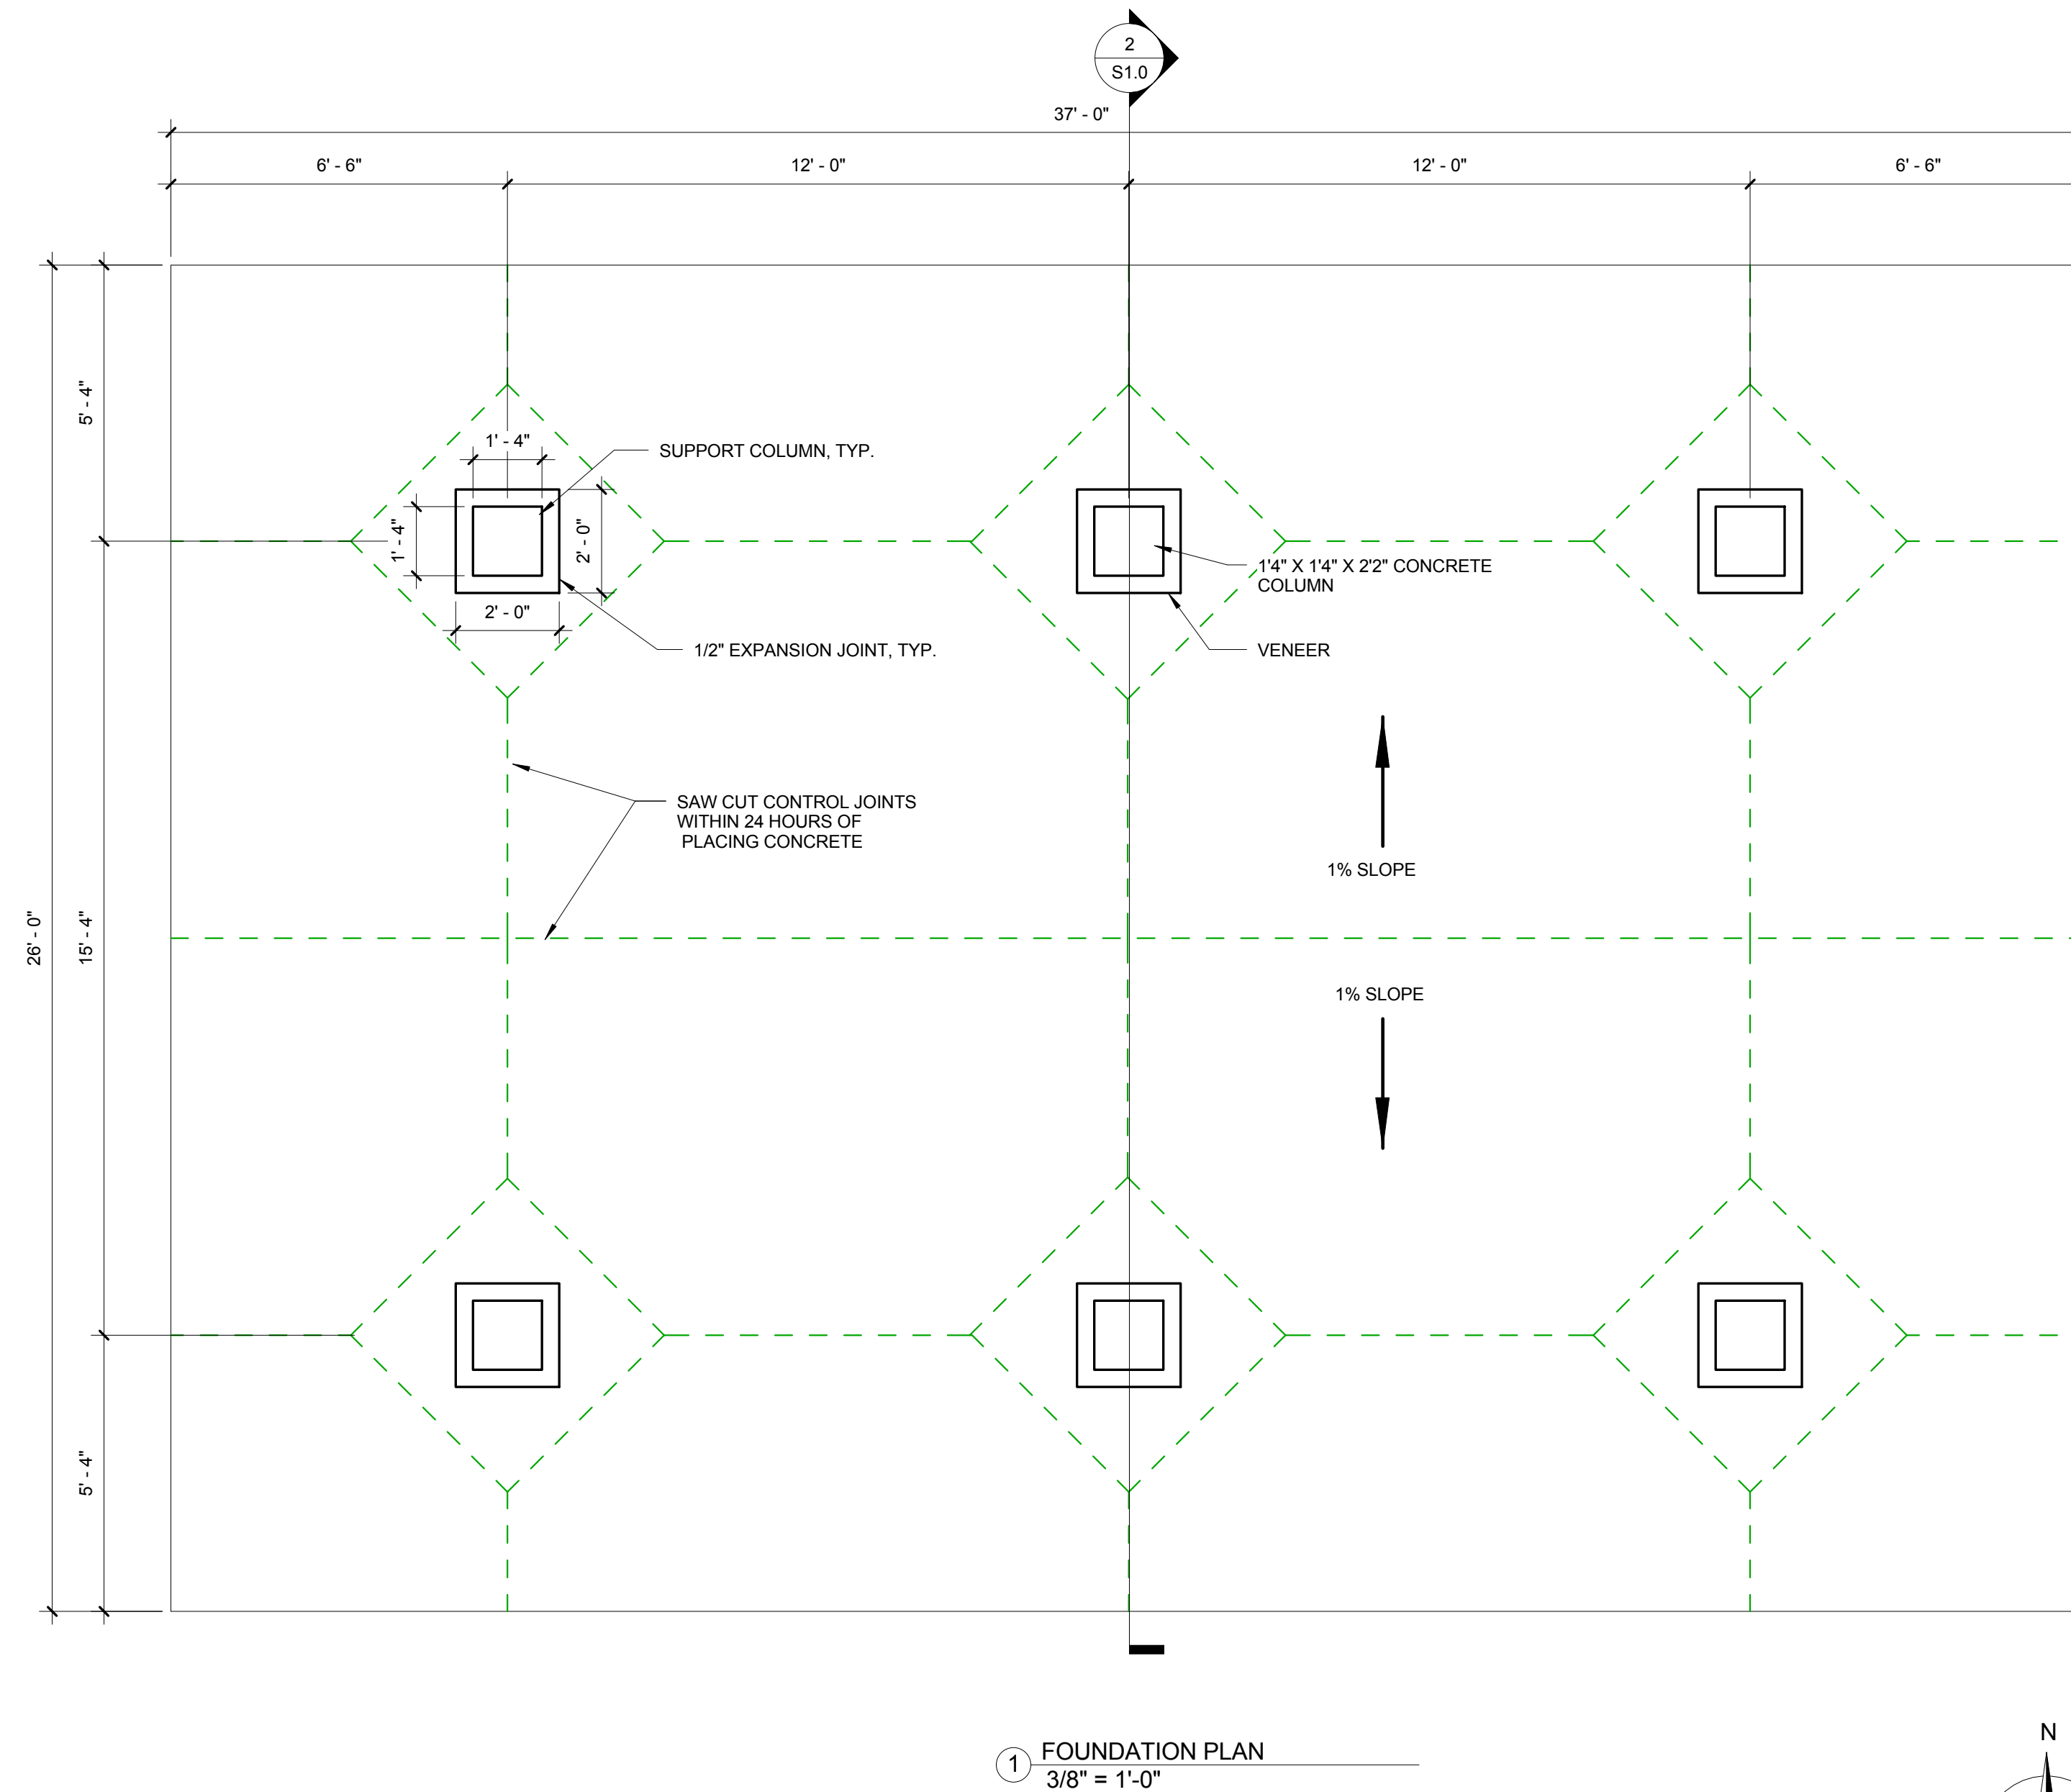 2
S1.0
37' - 0"
6' - 6"
12' - 0"
12' - 0"
6' - 6"
5' - 4"
1' - 4"
SUPPORT COLUMN, TYP.
1' - 4"
2' - 0"
1'4" X 1'4" X 2'2" CONCRETE
COLUMN
2' - 0"
1/2" EXPANSION JOINT, TYP.
VENEER
SAW CUT CONTROL JOINTS
WITHIN 24 HOURS OF
PLACING CONCRETE
1% SLOPE
26' - 0"
15' - 4"
1% SLOPE
5' - 4"
N
1
FOUNDATION PLAN
3/8" = 1'-0"